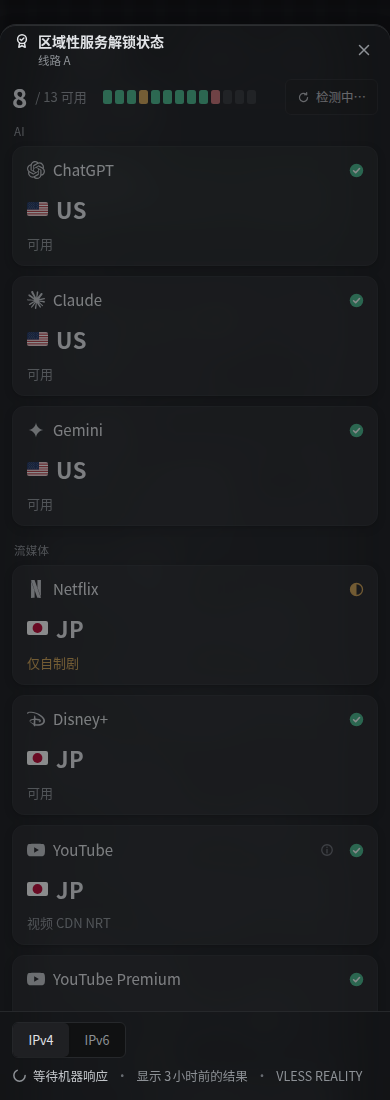 区域性服务解锁状态
线路 A
8 / 13 可用 检测中···
AI
ChatGPT
US
可用
Claude
US
可用
Gemini
US
可用
流媒体
Netflix
JP
仅自制剧
Disney+
JP
可用
YouTube
JP
视频 CDN NRT
YouTube Premium
IPv4 IPv6
等待机器响应 · 显示 3 小时前的结果 · VLESS REALITY